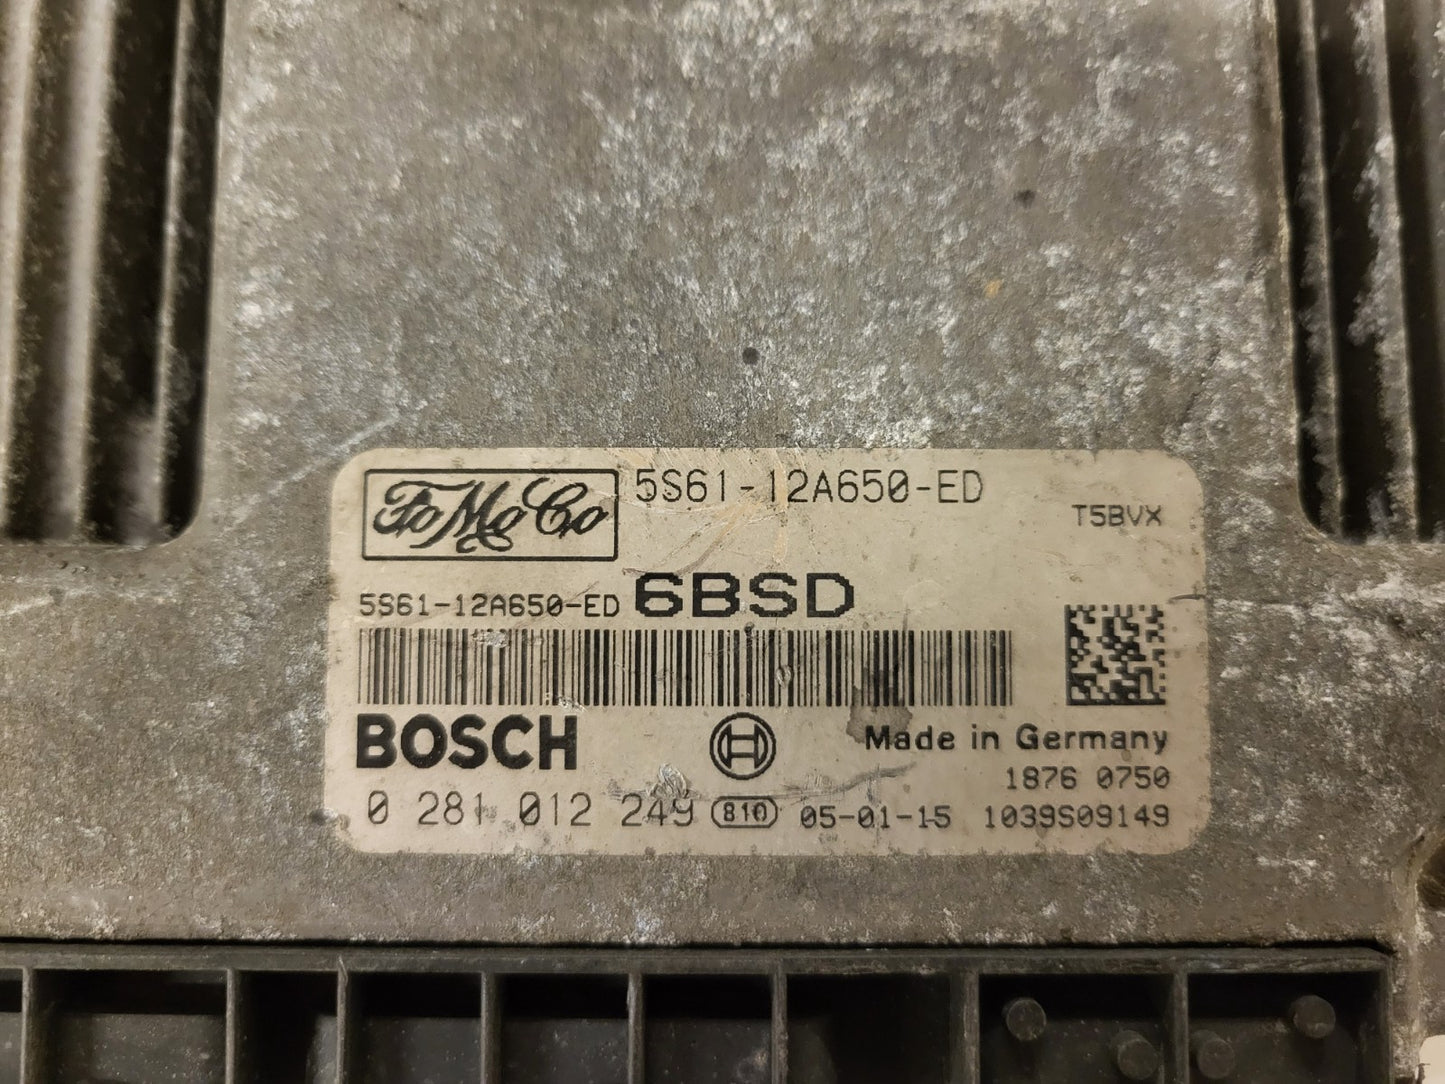 FoMoCo 5S61-12A650-ED
T5BVX
5S61-12A650-ED 6BSD
BOSCH
Made in Germany
1876 0750
0 281 012 249 810 05-01-15 1039S09149